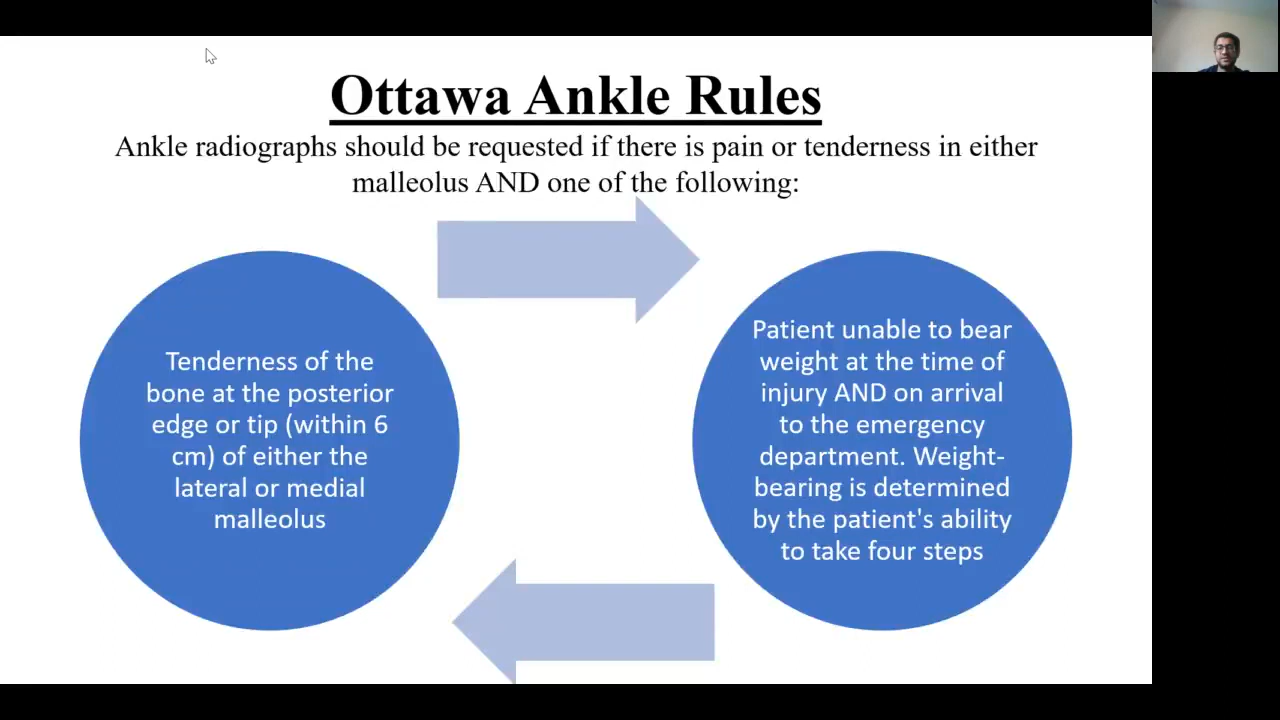 Ottawa Ankle Rules
Ankle radiographs should be requested if there is pain or tenderness in either
malleolus AND one of the following:
Tenderness of the
bone at the posterior
edge or tip (within 6
cm) of either the
lateral or medial
malleolus
Patient unable to bear
weight at the time of
injury AND on arrival
to the emergency
department. Weight-
bearing is determined
by the patient's ability
to take four steps